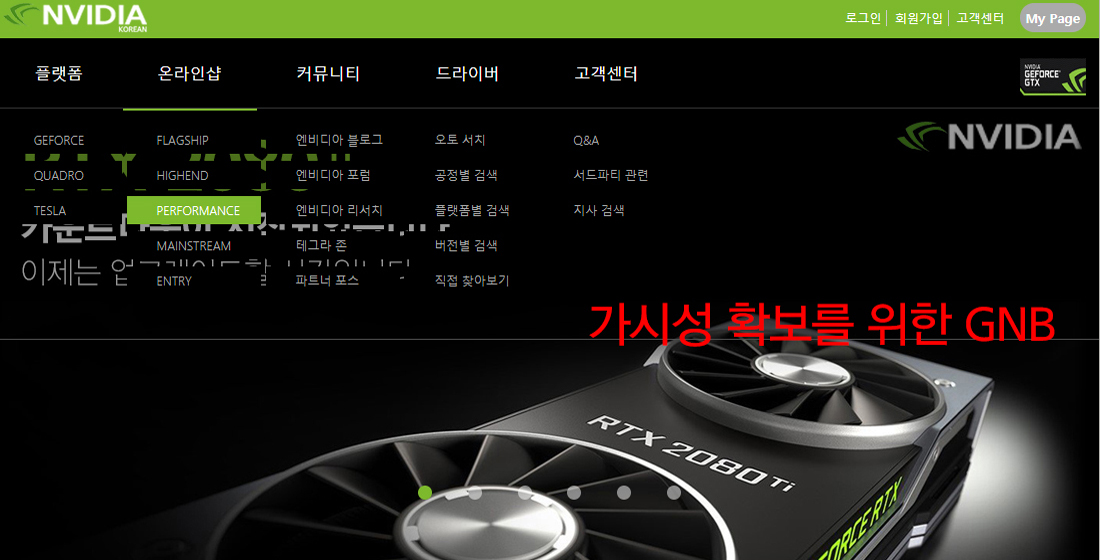 NVIDIA
KOREAN
로그인 회원가입 고객센터 My Page
플랫폼 온라인샵 커뮤니티 드라이버 고객센터
NVIDIA
GEFORCE
GTX
NVIDIA
GEFORCE FLAGSHIP 엔비디아 블로그 오토 서치 Q&A
QUADRO HIGHEND 엔비디아 포럼 공정별 검색 서드파티 관련
TESLA PERFORMANCE 엔비디아 리서치 플랫폼별 검색 지사 검색
MAINSTREAM 테그라 존 버전별 검색
ENTRY 파트너 포스 직접 찾아보기
이제는
가시성 확보를 위한 GNB
RTX 2080 Ti
FORCE RTX